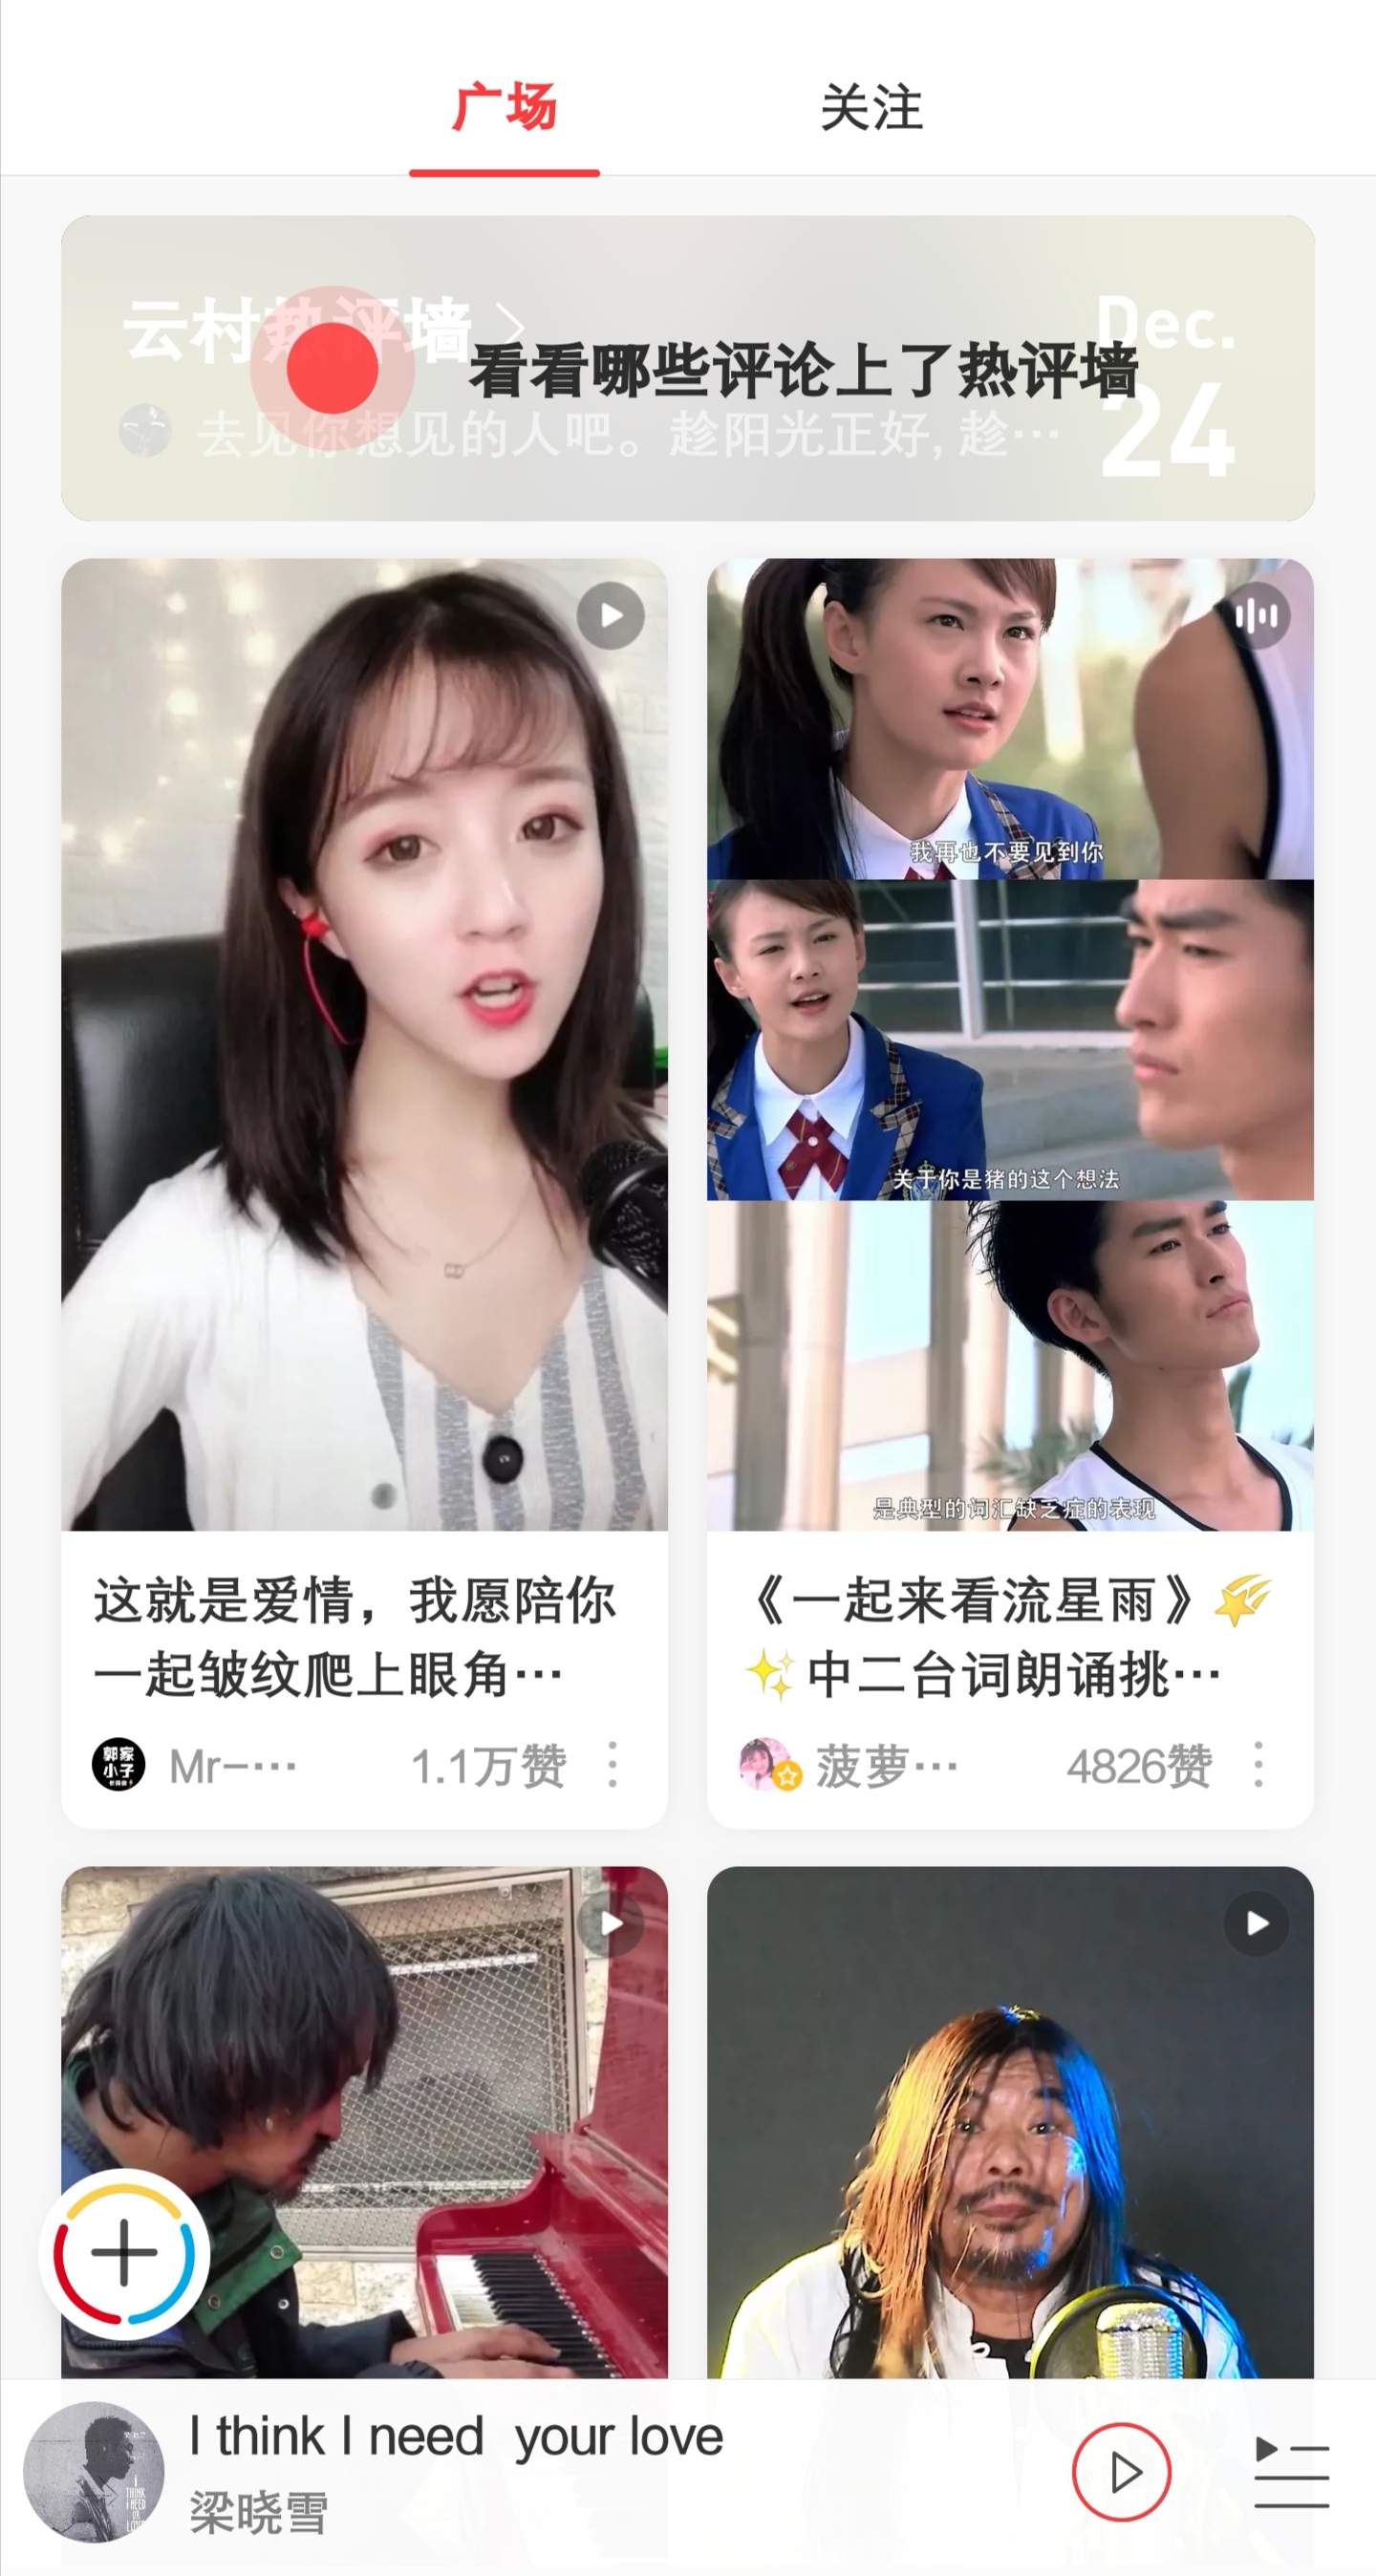 广场
关注
云村热评墙
Dec.
看看哪些评论上了热评墙
去见你想见的人吧。趁阳光正好,趁…
24
我再也不要见到你
关于你是猪的这个想法
是典型的词汇缺乏症的表现
这就是爱情，我愿陪你
一起皱纹爬上眼角…
郭家
小子
Mr-…
1.1万赞
《一起来看流星雨》
中二台词朗诵挑…
菠萝…
4826赞
I think I need your love
梁晓雪
I
THINK
I NEED